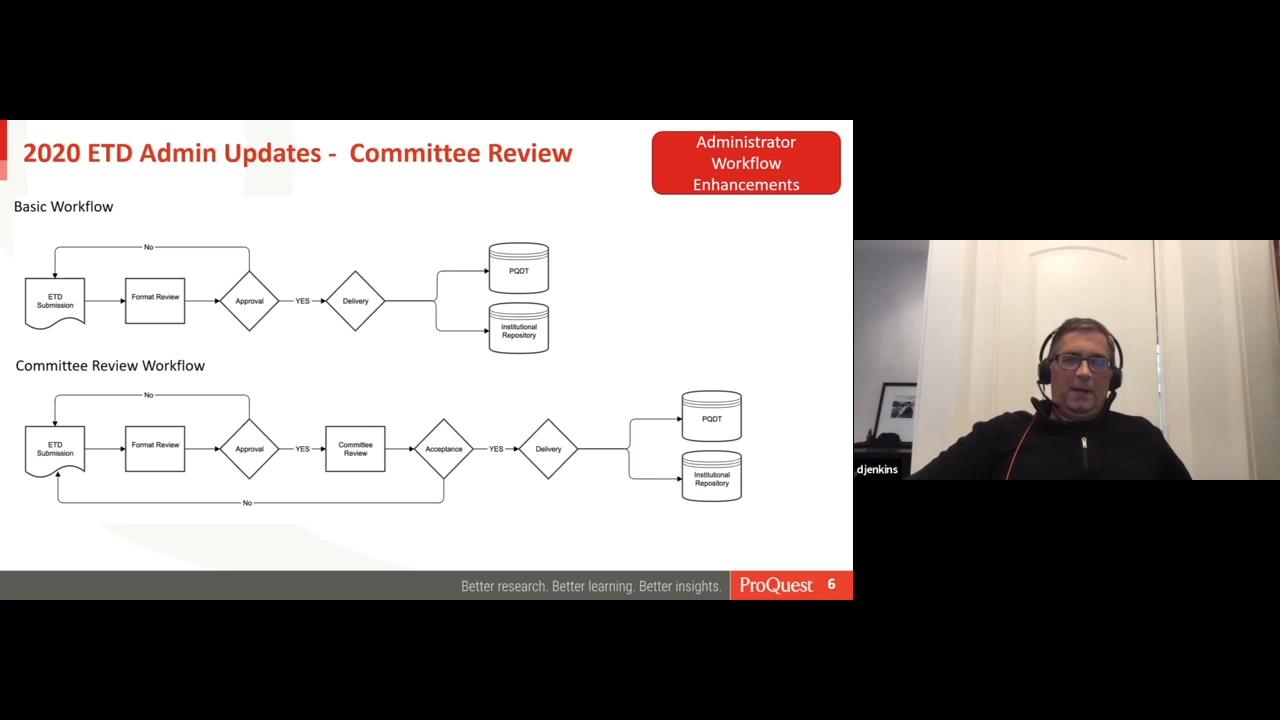 2020 ETD Admin Updates - Committee Review
Administrator
Workflow
Enhancements
Basic Workflow
No
ETD
Submission
Format Review
Approval
YES
Delivery
PQDT
Institutional
Repository
Committee Review Workflow
No
ETD
Submission
Format Review
Approval
YES
Committee
Review
Acceptance
YES
Delivery
PQDT
Institutional
Repository
No
djenkins
Better research. Better learning. Better insights.
ProQuest 6